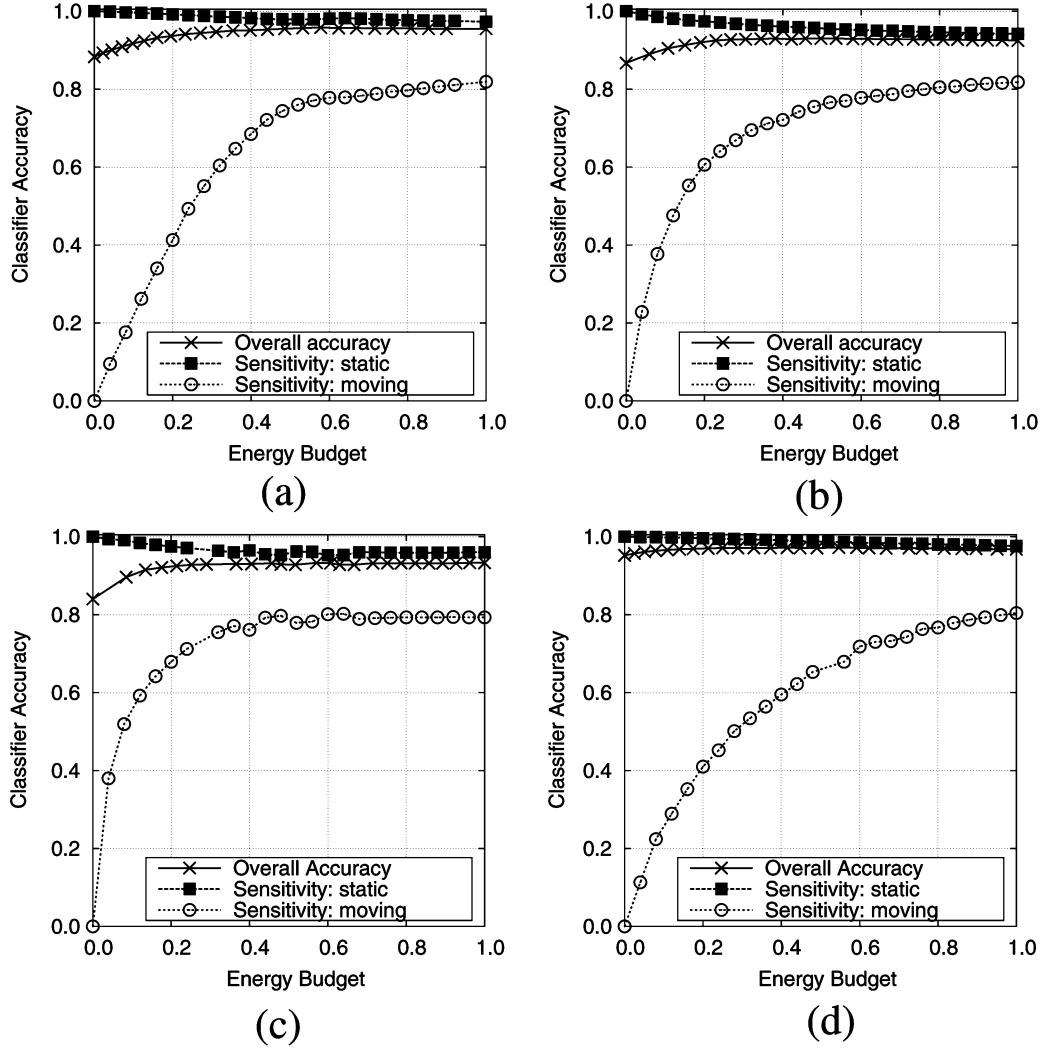 1.0
0.8
0.6
0.4
0.2
0.0
Classifier Accuracy
Overall accuracy
Sensitivity: static
Sensitivity: moving
0.0 0.2 0.4 0.6 0.8 1.0
Energy Budget
(a)
1.0
0.8
0.6
0.4
0.2
0.0
Classifier Accuracy
Overall accuracy
Sensitivity: static
Sensitivity: moving
0.0 0.2 0.4 0.6 0.8 1.0
Energy Budget
(b)
1.0
0.8
0.6
0.4
0.2
0.0
Classifier Accuracy
Overall Accuracy
Sensitivity: static
Sensitivity: moving
0.0 0.2 0.4 0.6 0.8 1.0
Energy Budget
(c)
1.0
0.8
0.6
0.4
0.2
0.0
Classifier Accuracy
Overall Accuracy
Sensitivity: static
Sensitivity: moving
0.0 0.2 0.4 0.6 0.8 1.0
Energy Budget
(d)